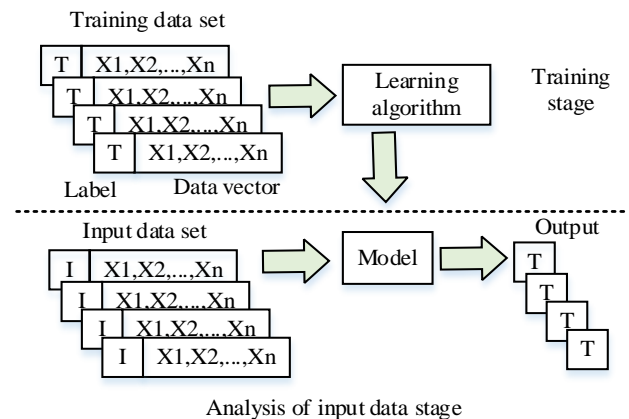 Training data set
T X1,X2,...,Xn
T X1,X2,...,Xn
T X1,X2,...,Xn
T X1,X2,...,Xn
Label Data vector
Learning
algorithm
Training
stage
Input data set
I X1,X2,...,Xn
I X1,X2,...,Xn
I X1,X2,...,Xn
I X1,X2,...,Xn
Model
Output
T
T
T
T
Analysis of input data stage